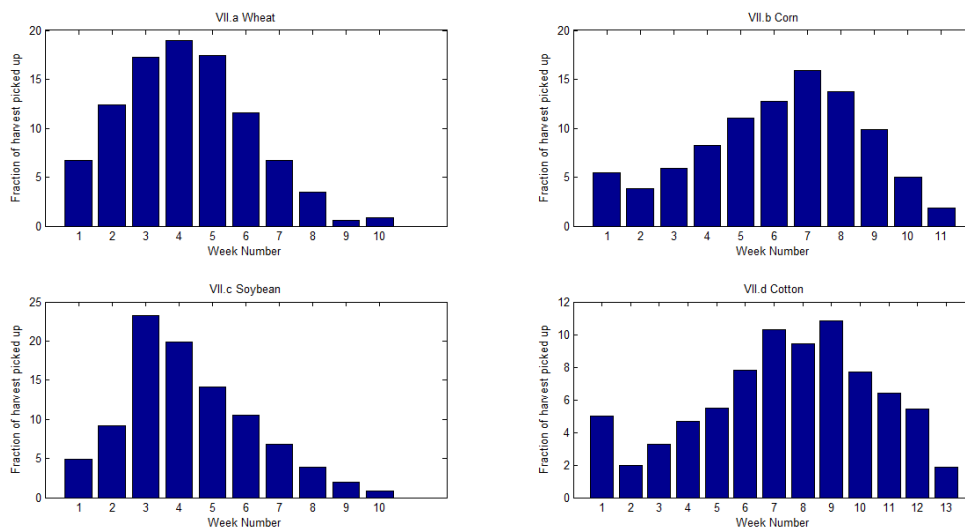 VII.a Wheat
20
15
10
5
0
Fraction of harvest picked up
1 2 3 4 5 6 7 8 9 10
Week Number
VII.b Corn
20
15
10
5
0
Fraction of harvest picked up
1 2 3 4 5 6 7 8 9 10 11
Week Number
VII.c Soybean
25
20
15
10
5
0
Fraction of harvest picked up
1 2 3 4 5 6 7 8 9 10
Week Number
VII.d Cotton
12
10
8
6
4
2
0
Fraction of harvest picked up
1 2 3 4 5 6 7 8 9 10 11 12 13
Week Number